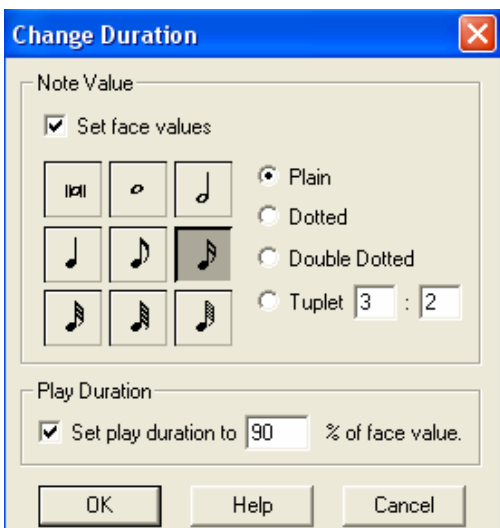 Change Duration
Note Value
Set face values
Plain
Dotted
Double Dotted
Tuplet 3 : 2
Play Duration
Set play duration to 90 % of face value.
OK Help Cancel